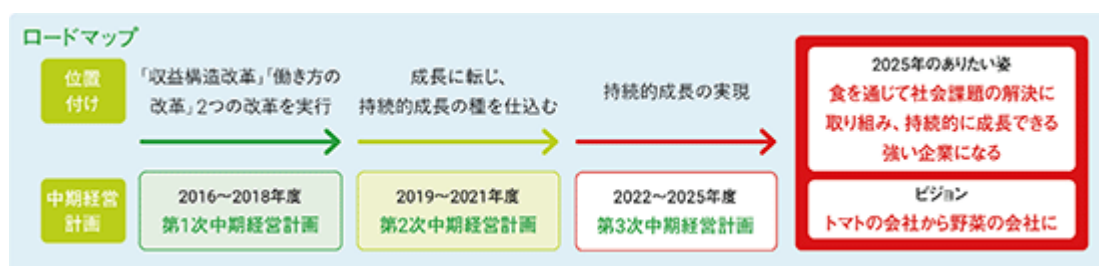 ロードマップ
位置
付け
「収益構造改革」「働き方の
改革」2つの改革を実行
成長に転じ、
持続的成長の種を仕込む
持続的成長の実現
中期経営
計画
2016〜2018年度
第1次中期経営計画
2019〜2021年度
第2次中期経営計画
2022〜2025年度
第3次中期経営計画
2025年のありたい姿
食を通じて社会課題の解決に
取り組み、持続的に成長できる
強い企業になる
ビジョン
トマトの会社から野菜の会社に